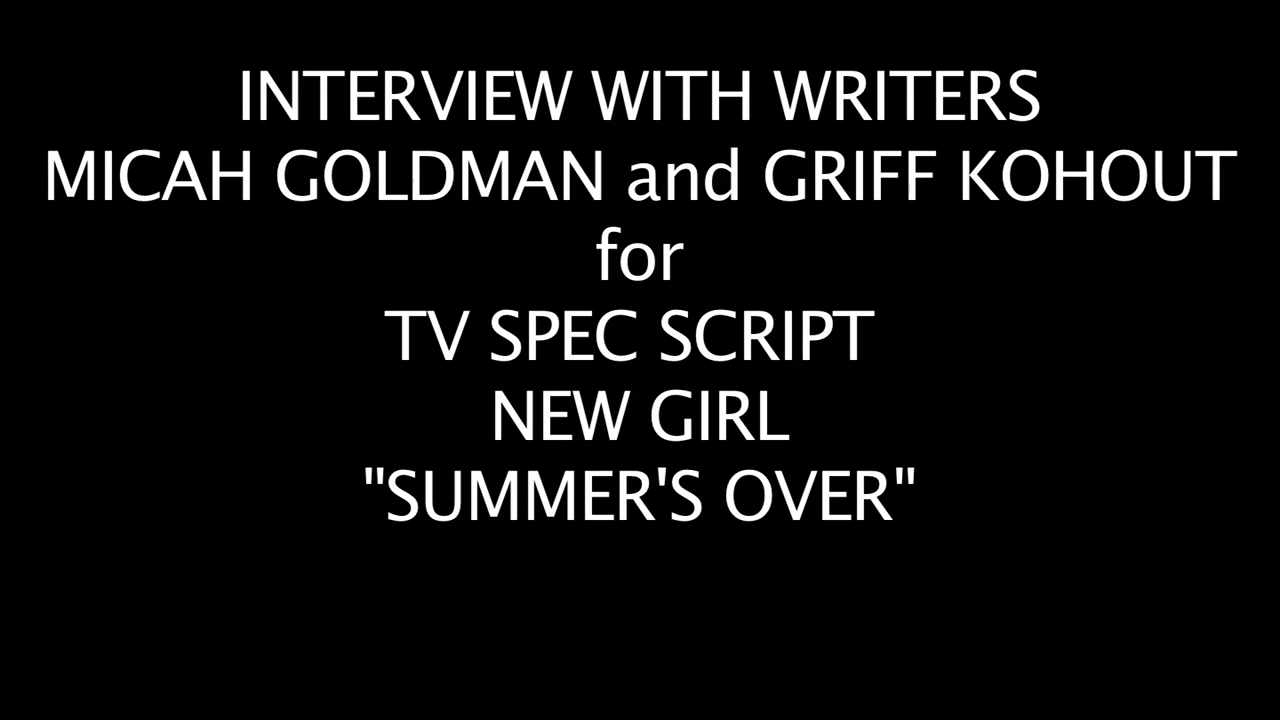 INTERVIEW WITH WRITERS
MICAH GOLDMAN and GRIFF KOHOUT
for
TV SPEC SCRIPT
NEW GIRL
"SUMMER'S OVER"